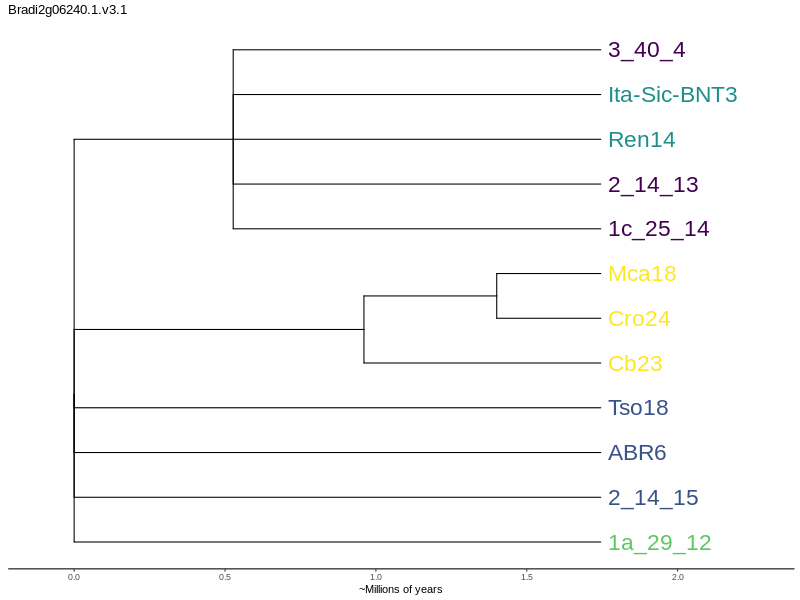 Bradi2g06240.1.v3.1
3_40_4
Ita-Sic-BNT3
Ren14
2_14_13
1c_25_14
Mca18
Cro24
Cb23
Tso18
ABR6
2_14_15
1a_29_12
0.0 0.5 1.0 1.5 2.0
~Millions of years